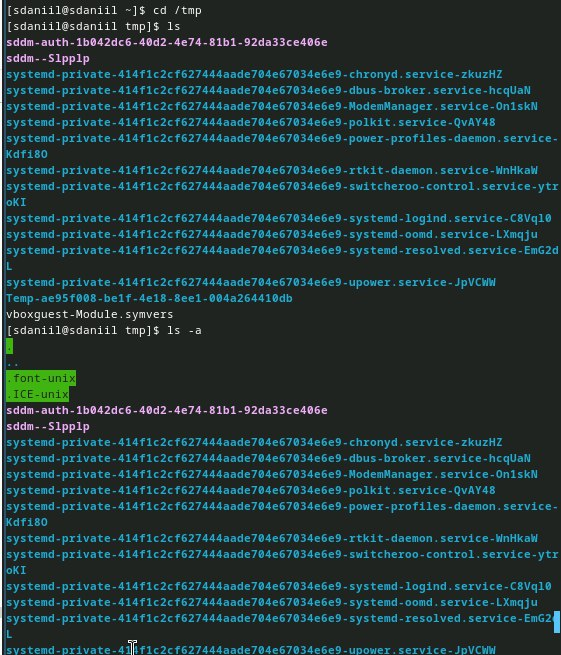 [sdaniil@sdaniil ~]$ cd /tmp
[sdaniil@sdaniil tmp]$ ls
sddm-auth-1b042dc6-40d2-4e74-81b1-92da33ce406e
sddm--Slpplp
systemd-private-414f1c2cf627444aade704e67034e6e9-chronyd.service-zkuzHZ
systemd-private-414f1c2cf627444aade704e67034e6e9-dbus-broker.service-hcqUaN
systemd-private-414f1c2cf627444aade704e67034e6e9-ModemManager.service-On1skN
systemd-private-414f1c2cf627444aade704e67034e6e9-polkit.service-QvAY48
systemd-private-414f1c2cf627444aade704e67034e6e9-power-profiles-daemon.service-
Kdfi8O
systemd-private-414f1c2cf627444aade704e67034e6e9-rtkit-daemon.service-WnHkaW
systemd-private-414f1c2cf627444aade704e67034e6e9-switcheroo-control.service-ytr
oKI
systemd-private-414f1c2cf627444aade704e67034e6e9-systemd-logind.service-C8Vql0
systemd-private-414f1c2cf627444aade704e67034e6e9-systemd-oomd.service-LXmqju
systemd-private-414f1c2cf627444aade704e67034e6e9-systemd-resolved.service-EmG2d
L
systemd-private-414f1c2cf627444aade704e67034e6e9-upower.service-JpVCWW
Temp-ae95f008-be1f-4e18-8ee1-004a264410db
vboxguest-Module.symvers
[sdaniil@sdaniil tmp]$ ls -a
.
..
.font-unix
.ICE-unix
sddm-auth-1b042dc6-40d2-4e74-81b1-92da33ce406e
sddm--Slpplp
systemd-private-414f1c2cf627444aade704e67034e6e9-chronyd.service-zkuzHZ
systemd-private-414f1c2cf627444aade704e67034e6e9-dbus-broker.service-hcqUaN
systemd-private-414f1c2cf627444aade704e67034e6e9-ModemManager.service-On1skN
systemd-private-414f1c2cf627444aade704e67034e6e9-polkit.service-QvAY48
systemd-private-414f1c2cf627444aade704e67034e6e9-power-profiles-daemon.service-
Kdfi8O
systemd-private-414f1c2cf627444aade704e67034e6e9-rtkit-daemon.service-WnHkaW
systemd-private-414f1c2cf627444aade704e67034e6e9-switcheroo-control.service-ytr
oKI
systemd-private-414f1c2cf627444aade704e67034e6e9-systemd-logind.service-C8Vql0
systemd-private-414f1c2cf627444aade704e67034e6e9-systemd-oomd.service-LXmqju
systemd-private-414f1c2cf627444aade704e67034e6e9-systemd-resolved.service-EmG2d
L
systemd-private-414f1c2cf627444aade704e67034e6e9-upower.service-JpVCWW